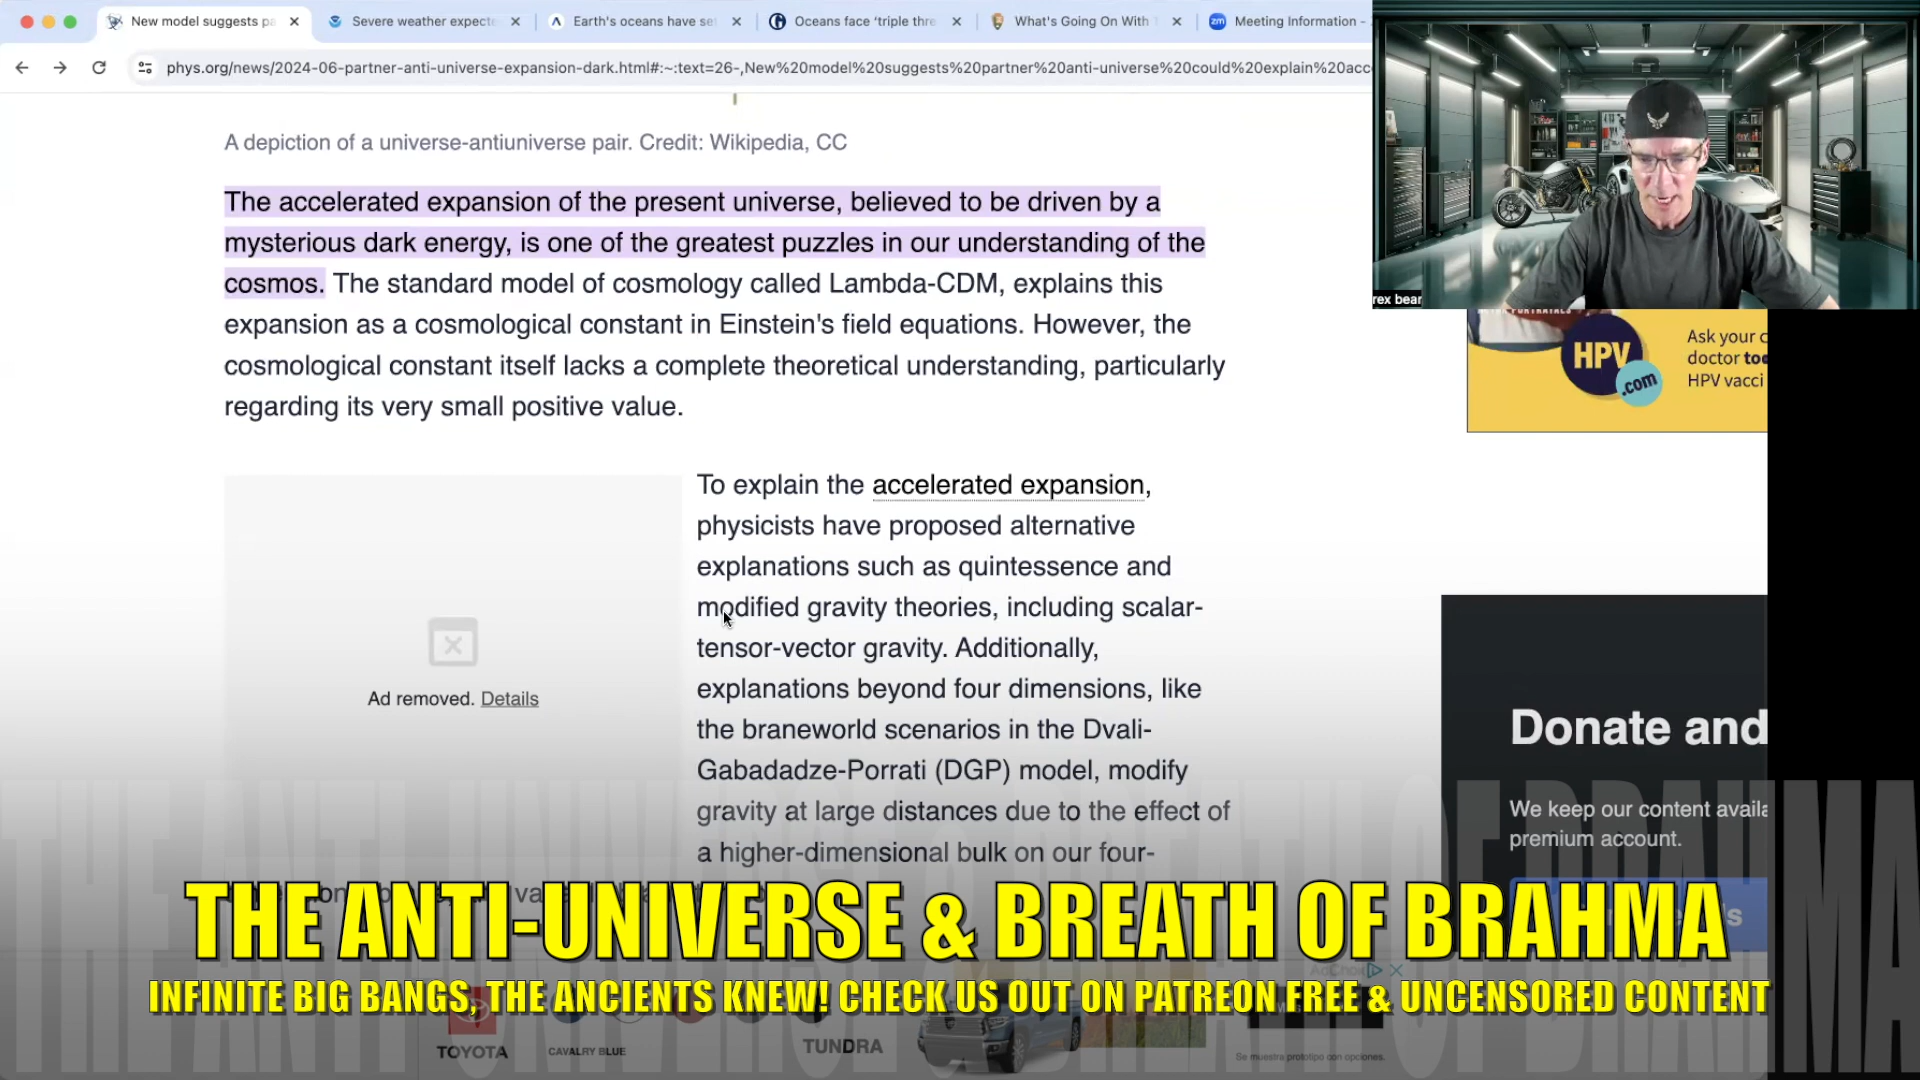 New model suggests pa
Severe weather expecte
Earth's oceans have se
Oceans face ‘triple thre
What's Going On With
Meeting Information -
phys.org/news/2024-06-partner-anti-universe-expansion-dark.html#:~:text=26-,New%20model%20suggests%20partner%20anti-universe%20could%20explain%20acc
A depiction of a universe-antiuniverse pair. Credit: Wikipedia, CC
The accelerated expansion of the present universe, believed to be driven by a
mysterious dark energy, is one of the greatest puzzles in our understanding of the
cosmos. The standard model of cosmology called Lambda-CDM, explains this
expansion as a cosmological constant in Einstein's field equations. However, the
cosmological constant itself lacks a complete theoretical understanding, particularly
regarding its very small positive value.
To explain the accelerated expansion,
physicists have proposed alternative
explanations such as quintessence and
modified gravity theories, including scalar-
tensor-vector gravity. Additionally,
explanations beyond four dimensions, like
the braneworld scenarios in the Dvali-
Gabadadze-Porrati (DGP) model, modify
gravity at large distances due to the effect of
a higher-dimensional bulk on our four-
Ad removed. Details
rex bear
HPV
.com
Ask your c
doctor too
HPV vacci
Donate and
We keep our content availa
premium account.
THE ANTI-UNIVERSE & BREATH OF BRAHMA
INFINITE BIG BANGS, THE ANCIENTS KNEW! CHECK US OUT ON PATREON FREE & UNCENSORED CONTENT
TOYOTA
CAVALRY BLUE
TUNDRA
Se muestra prototipo con opciones.